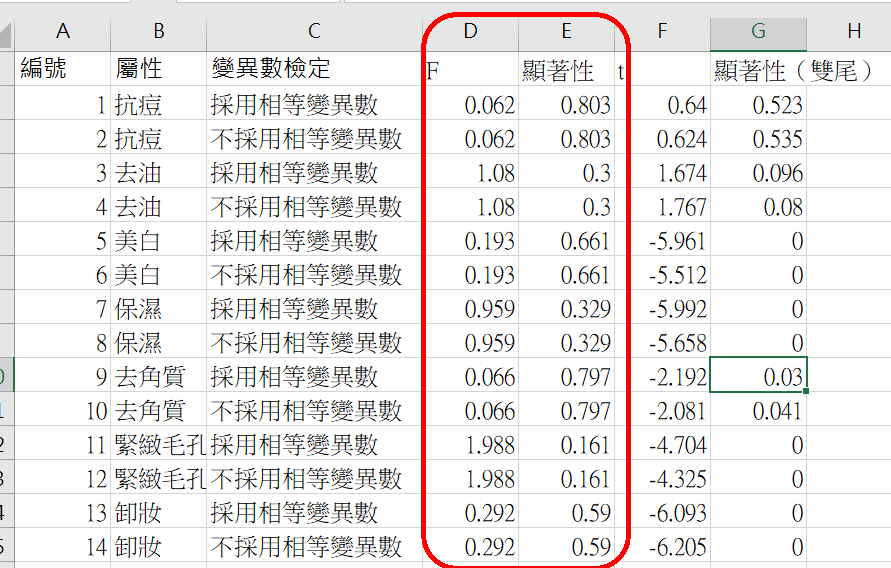 A B C D E F G H
編號 屬性 變異數檢定 F 顯著性 t 顯著性（雙尾）
1 抗痘 採用相等變異數 0.062 0.803 0.64 0.523
2 抗痘 不採用相等變異數 0.062 0.803 0.624 0.535
3 去油 採用相等變異數 1.08 0.3 1.674 0.096
4 去油 不採用相等變異數 1.08 0.3 1.767 0.08
5 美白 採用相等變異數 0.193 0.661 -5.961 0
6 美白 不採用相等變異數 0.193 0.661 -5.512 0
7 保濕 採用相等變異數 0.959 0.329 -5.992 0
8 保濕 不採用相等變異數 0.959 0.329 -5.658 0
9 去角質 採用相等變異數 0.066 0.797 -2.192 0.03
10 去角質 不採用相等變異數 0.066 0.797 -2.081 0.041
11 緊緻毛孔 採用相等變異數 1.988 0.161 -4.704 0
12 緊緻毛孔 不採用相等變異數 1.988 0.161 -4.325 0
13 卸妝 採用相等變異數 0.292 0.59 -6.093 0
14 卸妝 不採用相等變異數 0.292 0.59 -6.205 0